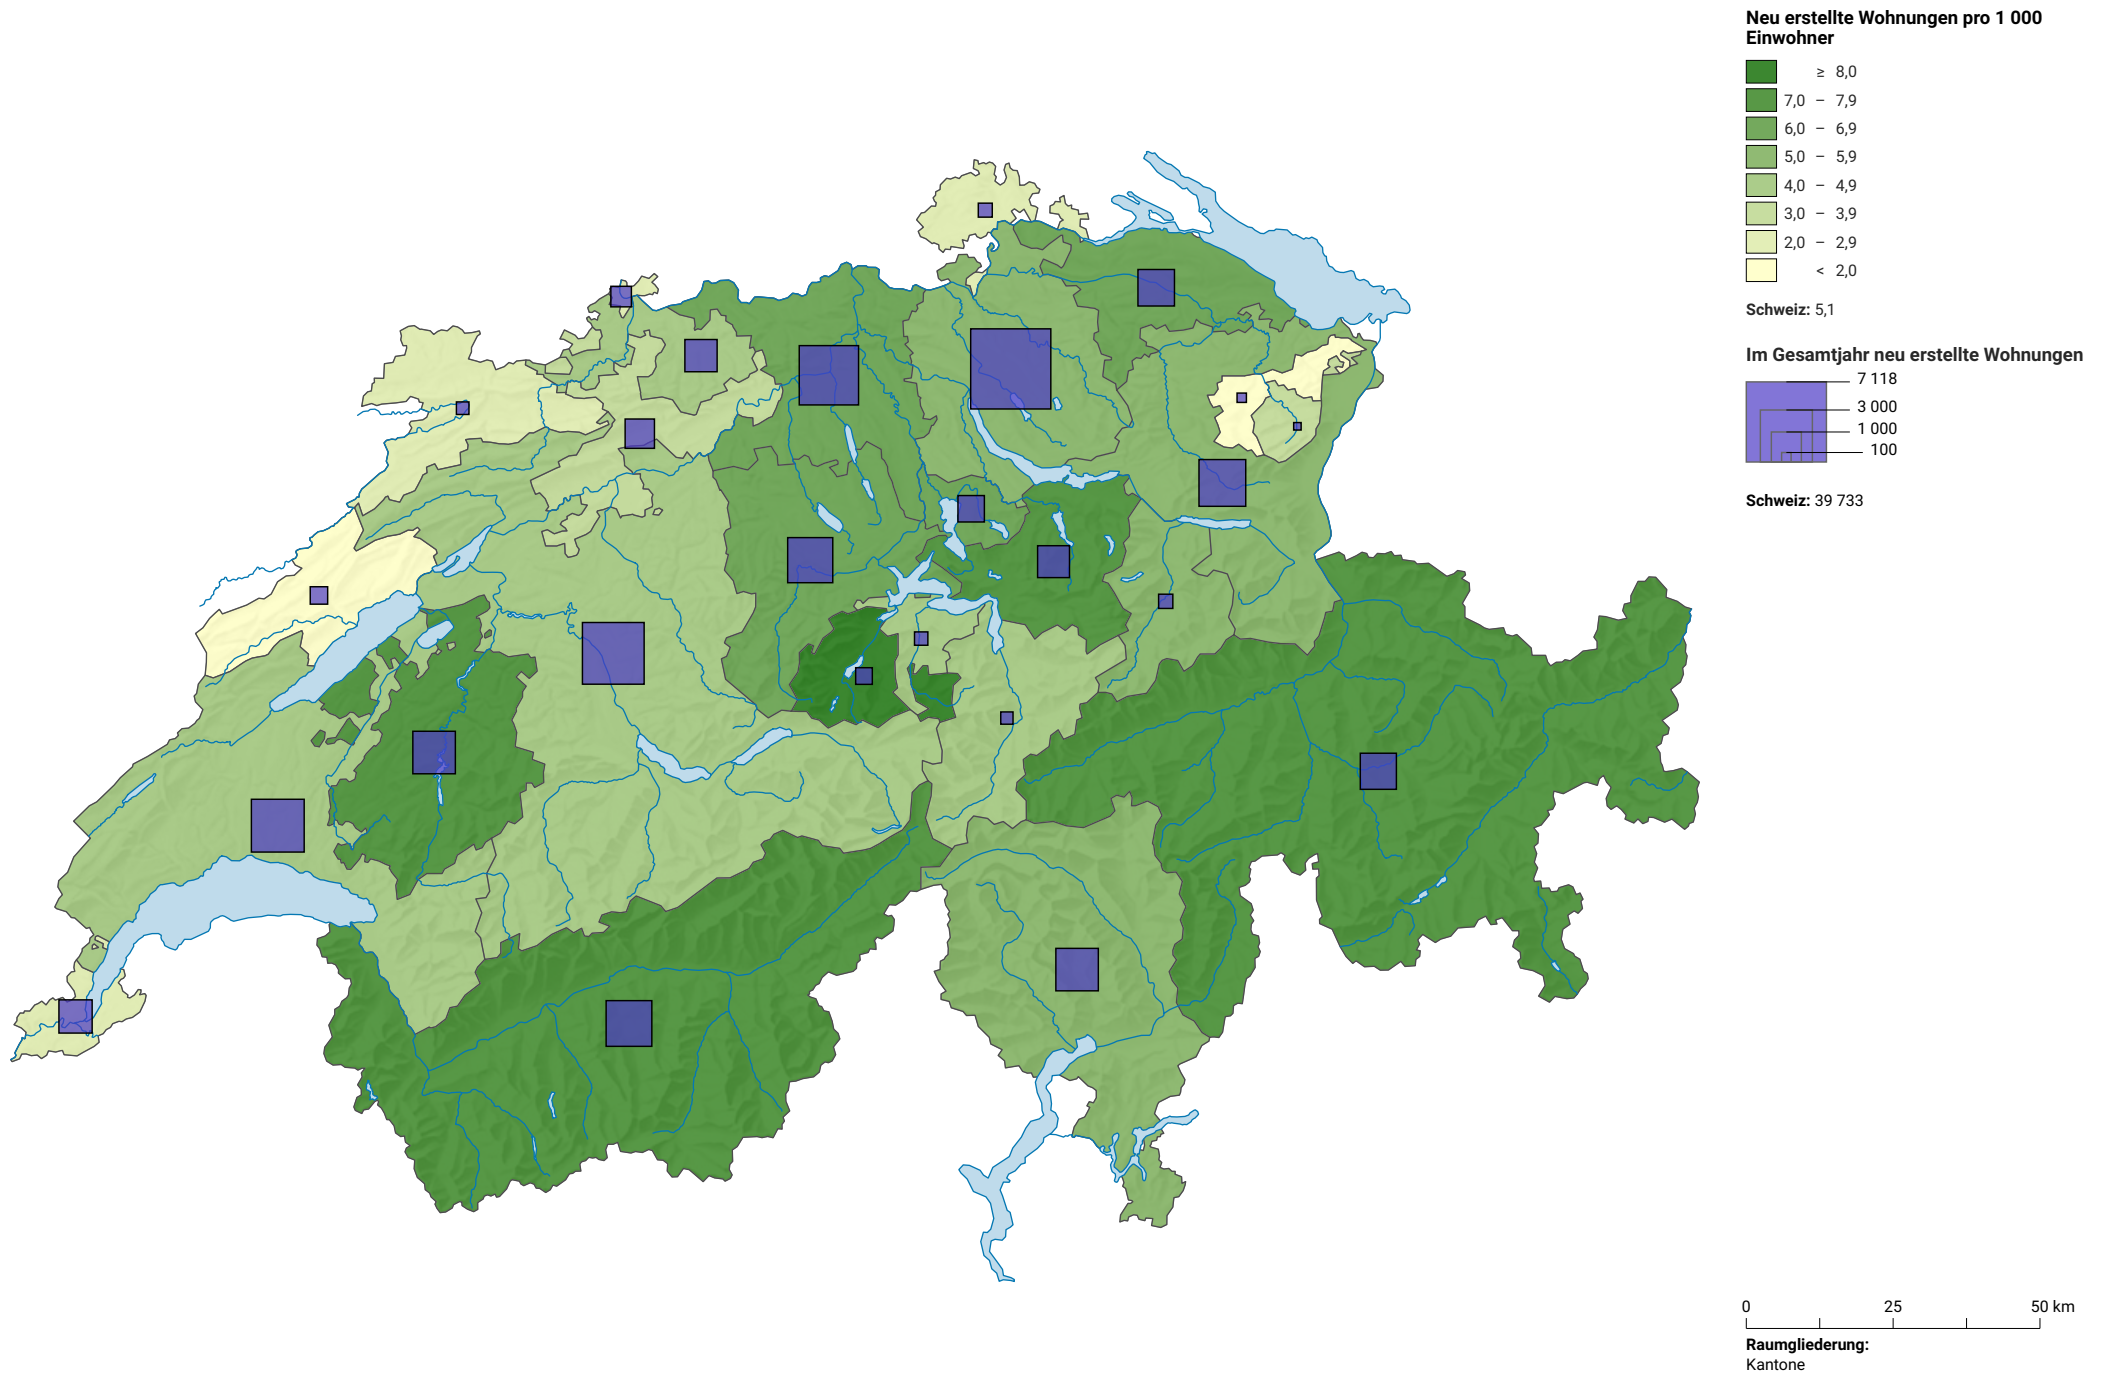 Neu erstellte Wohnungen pro 1 000
Einwohner
≥ 8,0
7,0 – 7,9
6,0 – 6,9
5,0 – 5,9
4,0 – 4,9
3,0 – 3,9
2,0 – 2,9
< 2,0
Schweiz: 5,1
Im Gesamtjahr neu erstellte Wohnungen
7 118
3 000
1 000
100
Schweiz: 39 733
0 25 50 km
Raumgliederung:
Kantone